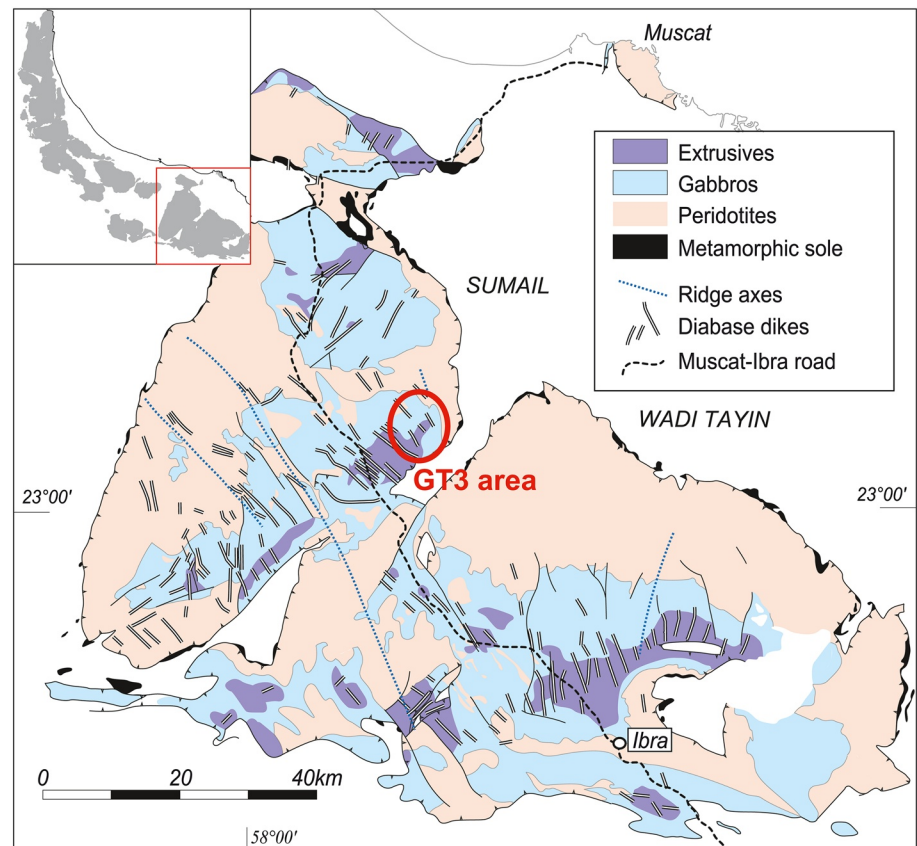 Muscat
Extrusives
Gabbros
Peridotites
Metamorphic sole
Ridge axes
Diabase dikes
Muscat-Ibra road
SUMAIL
WADI TAYIN
GT3 area
23°00'
23°00'
Ibra
0 20 40km
58°00'